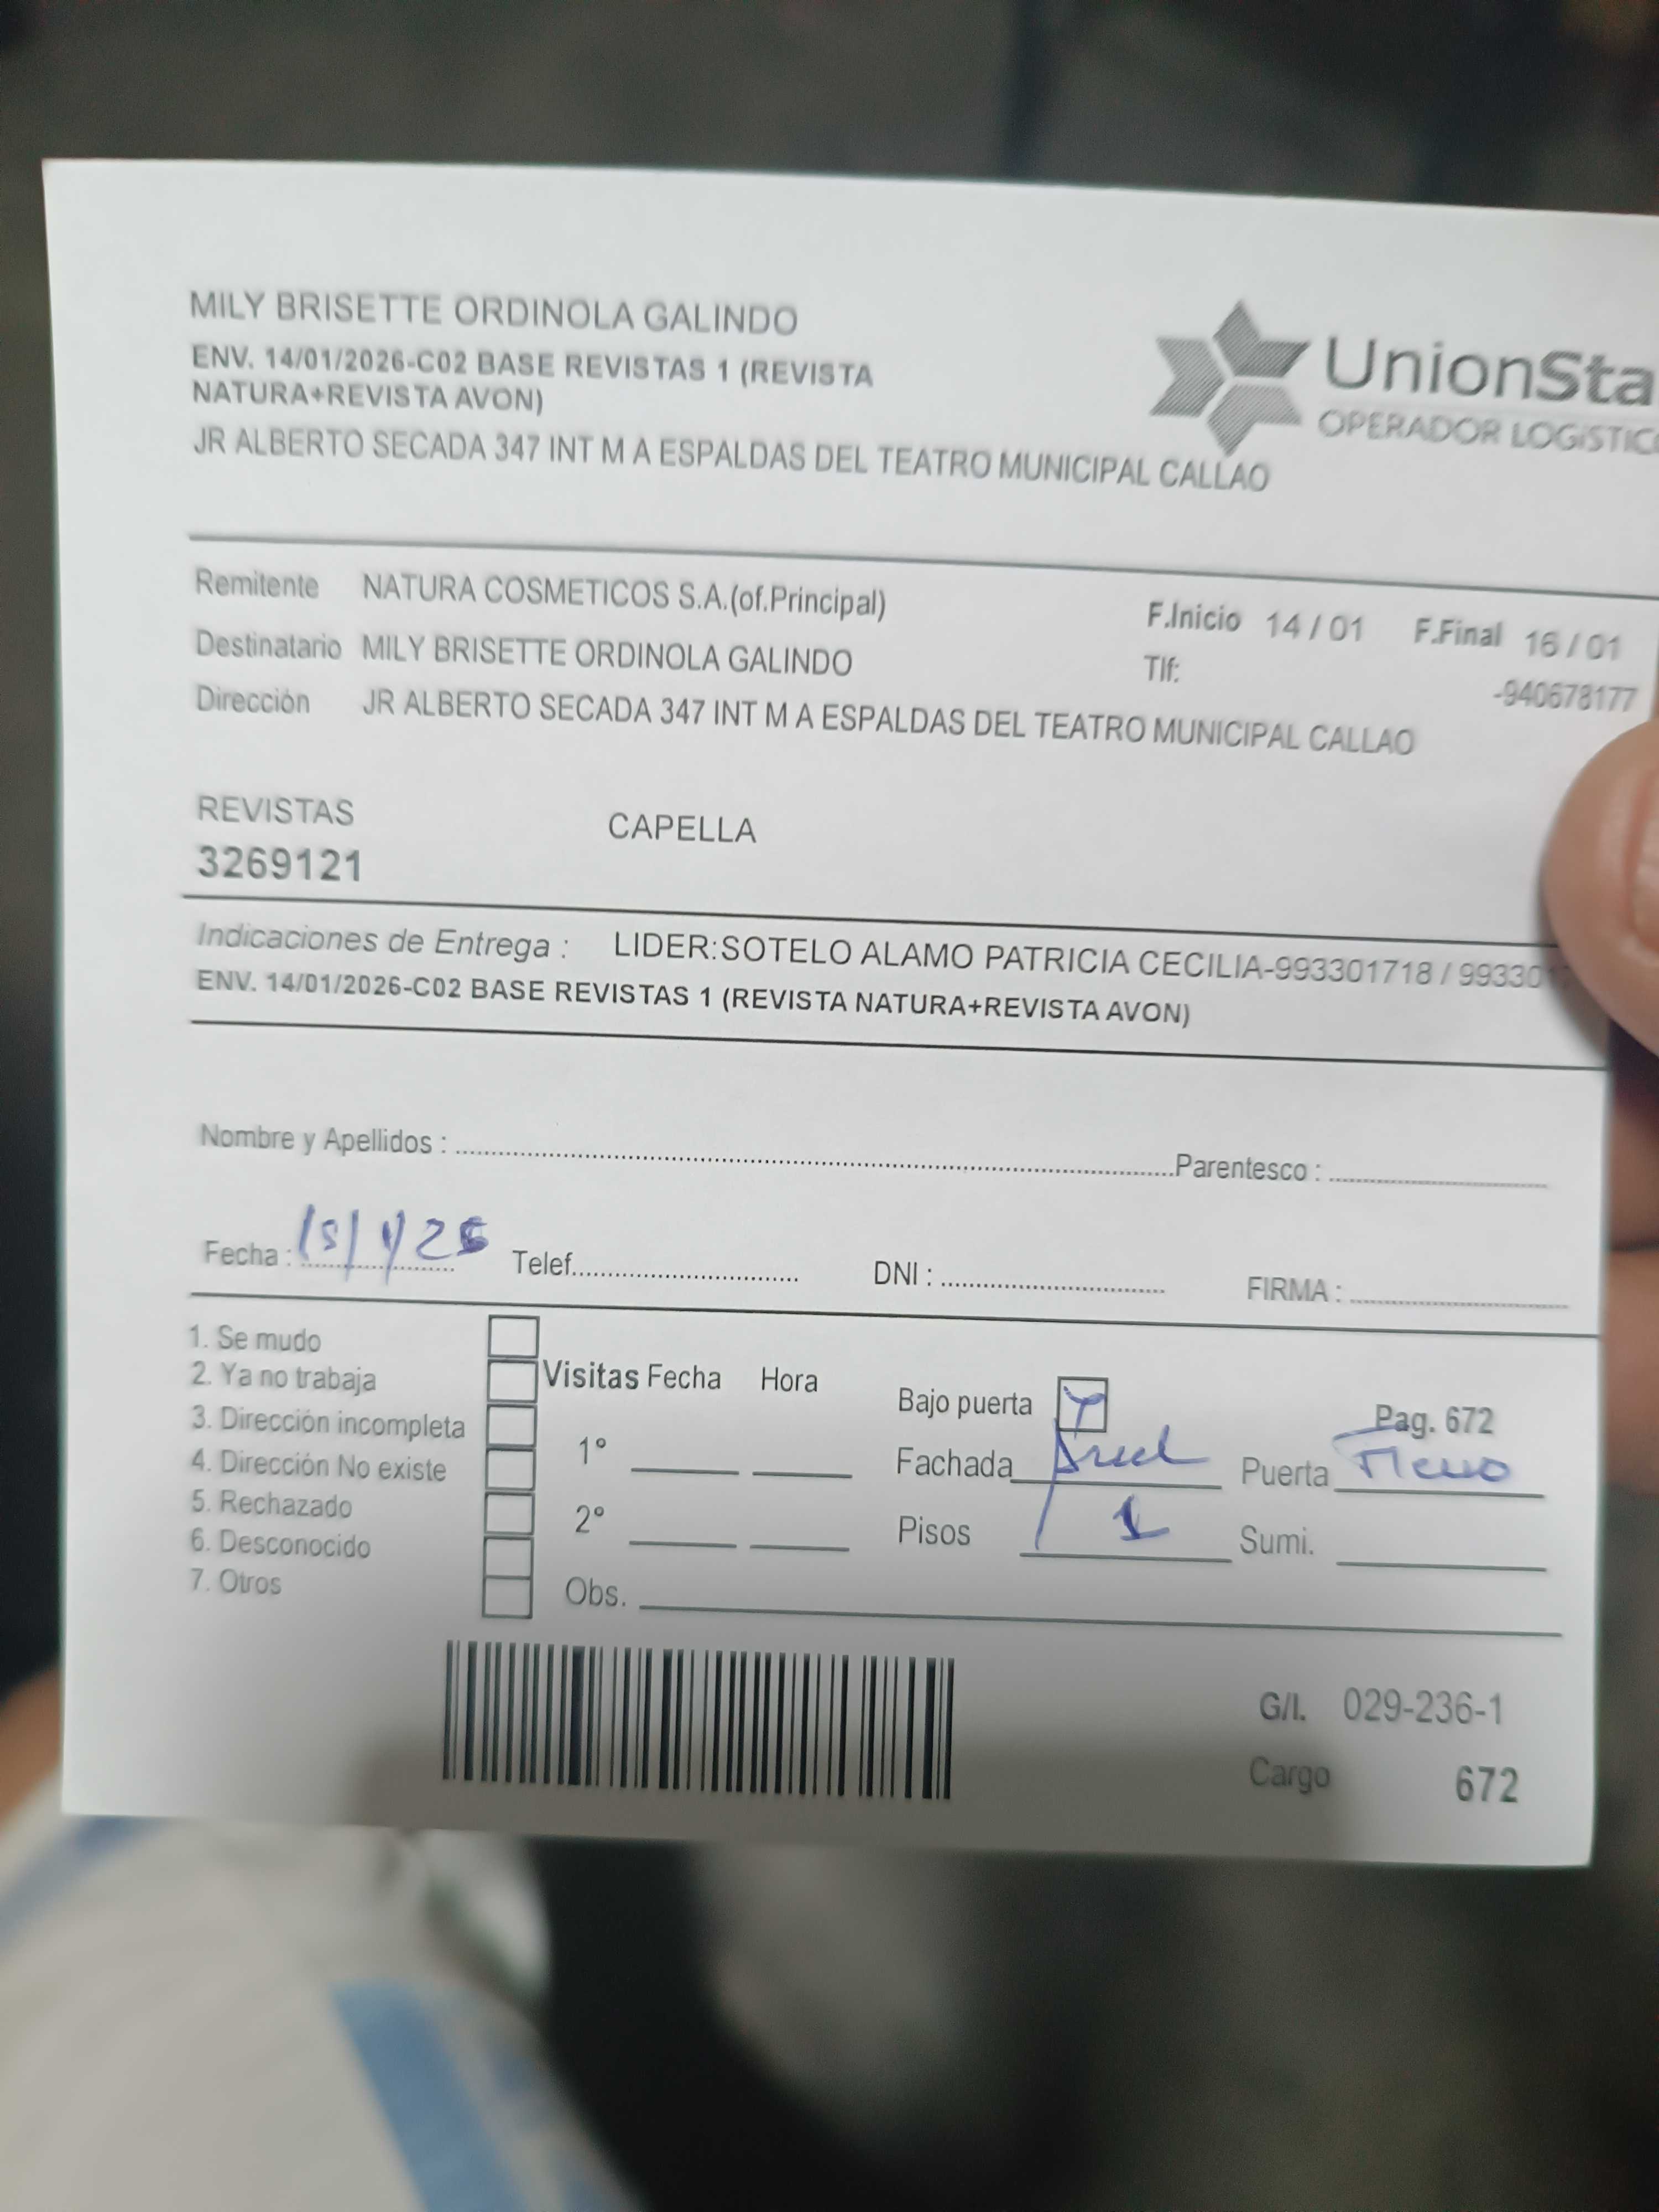 MILY BRISETTE ORDINOLA GALINDO
ENV. 14/01/2026-C02 BASE REVISTAS 1 (REVISTA
NATURA+REVISTA AVON)
JR ALBERTO SECADA 347 INT M A ESPALDAS DEL TEATRO MUNICIPAL CALLAO
UnionSta
OPERADOR LOGISTIC
Remitente NATURA COSMETICOS S.A.(of.Principal)
F.Inicio 14 / 01 F.Final 16 / 01
Destinatario MILY BRISETTE ORDINOLA GALINDO
Tlf: -940678177
Dirección JR ALBERTO SECADA 347 INT M A ESPALDAS DEL TEATRO MUNICIPAL CALLAO
REVISTAS CAPELLA
3269121
Indicaciones de Entrega : LIDER:SOTELO ALAMO PATRICIA CECILIA-993301718 / 99330
ENV. 14/01/2026-C02 BASE REVISTAS 1 (REVISTA NATURA+REVISTA AVON)
Nombre y Apellidos : Parentesco :
Fecha : 15/1/26 Telef. DNI : FIRMA :
1. Se mudo
2. Ya no trabaja
3. Dirección incompleta
4. Dirección No existe
5. Rechazado
6. Desconocido
7. Otros
Visitas Fecha Hora
1º
2º
Obs.
Bajo puerta Pag. 672
Fachada Puerta
Pisos 1 Sumi.
G/I. 029-236-1
Cargo 672